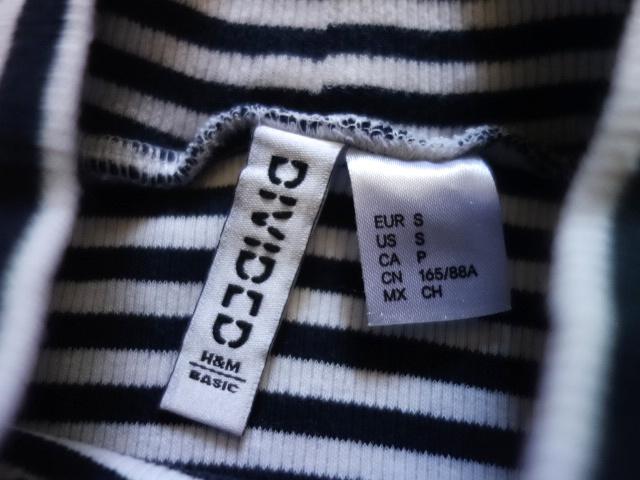 DIVIDED
H&M
BASIC
EUR S
US S
CA P
CN 165/88A
MX CH